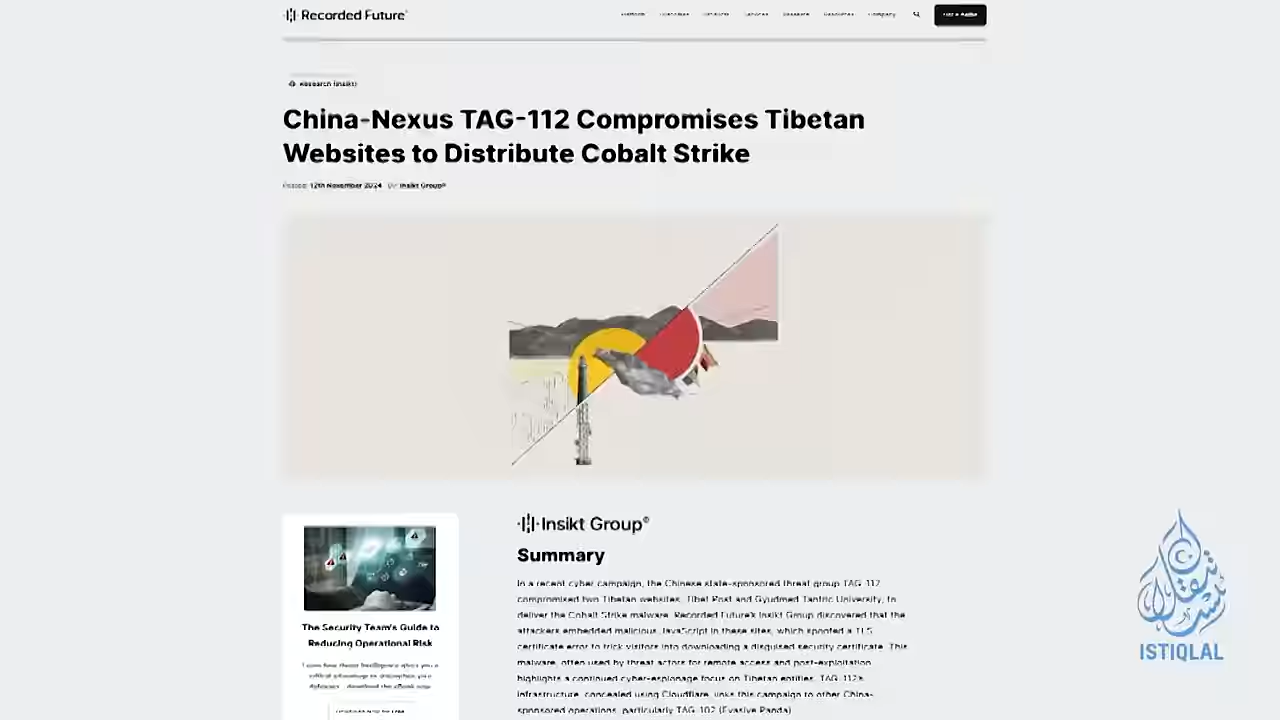 Recorded Future®
Platform Services Research Resources Company
Research (Insikt)
China-Nexus TAG-112 Compromises Tibetan
Websites to Distribute Cobalt Strike
Posted: 12th November 2024 By: Insikt Group®
Insikt Group®
Summary
In a recent cyber campaign, the Chinese state-sponsored threat group TAG-112
compromised two Tibetan websites, Tibet Post and Gyudmed Tantric University, to
deliver the Cobalt Strike malware. Recorded Future's Insikt Group discovered that the
attackers embedded malicious JavaScript in these sites, which spoofed a TLS
certificate error to trick visitors into downloading a disguised security certificate. This
malware, often used by threat actors for remote access and post-exploitation,
highlights a continued cyber-espionage focus on Tibetan entities. TAG-112's
infrastructure, concealed using Cloudflare, links this campaign to other China-
sponsored operations, particularly TAG-102 (Evasive Panda).
The Security Team's Guide to
Reducing Operational Risk
ISTIQLAL